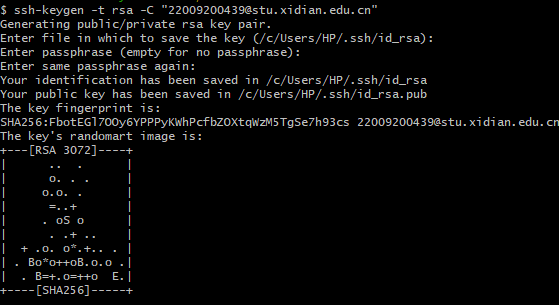 $ ssh-keygen -t rsa -C "22009200439@stu.xidian.edu.cn"
Generating public/private rsa key pair.
Enter file in which to save the key (/c/Users/HP/.ssh/id_rsa):
Enter passphrase (empty for no passphrase):
Enter same passphrase again:
Your identification has been saved in /c/Users/HP/.ssh/id_rsa
Your public key has been saved in /c/Users/HP/.ssh/id_rsa.pub
The key fingerprint is:
SHA256:FbotEGl7OOy6YPPPyKWhPcfbZOXtqWzM5TgSe7h93cs 22009200439@stu.xidian.edu.cn
The key's randomart image is:
+---[RSA 3072]----+
|      ..  .      |
|      o. . .     |
|     o.o. .      |
|      =..+       |
|     . oS o      |
|      . .+ ..    |
|  + .o. o*.+.. . |
| . Bo*o++oB.o.o .|
|  . B=+.o=++o  E.|
+----[SHA256]-----+